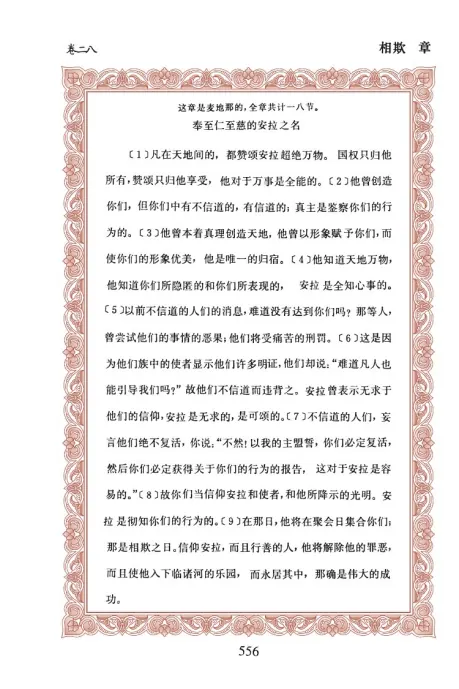 卷二八
相欺 章
这章是麦地那的，全章共计一八节。
奉至仁至慈的安拉之名
〔1〕凡在天地间的，都赞颂安拉超绝万物。国权只归他
所有，赞颂只归他享受，他对于万事是全能的。〔2〕他曾创造
你们，但你们中有不信道的，有信道的；真主是鉴察你们的行
为的。〔3〕他曾本着真理创造天地，他曾以形象赋予你们，而
使你们的形象优美，他是唯一的归宿。〔4〕他知道天地万物，
他知道你们所隐匿的和你们所表现的，安拉是全知心事的。
〔5〕以前不信道的人们的消息，难道没有达到你们吗？那等人，
曾尝试他们的事情的恶果；他们将受痛苦的刑罚。〔6〕这是因
为他们族中的使者显示他们许多明证，他们却说：“难道凡人也
能引导我们吗？”故他们不信道而违背之。安拉曾表示无求于
他们的信仰，安拉是无求的，是可颂的。〔7〕不信道的人们，妄
言他们绝不复活，你说：“不然！以我的主盟誓，你们必定复活，
然后你们必定获得关于你们的行为的报告，这对于安拉是容
易的。”〔8〕故你们当信仰安拉和使者，和他所降示的光明。安
拉是彻知你们的行为的。〔9〕在那日，他将在聚会日集合你们；
那是相欺之日。信仰安拉，而且行善的人，他将解除他的罪恶，
而且使他入下临诸河的乐园，而永居其中，那确是伟大的成
功。
556